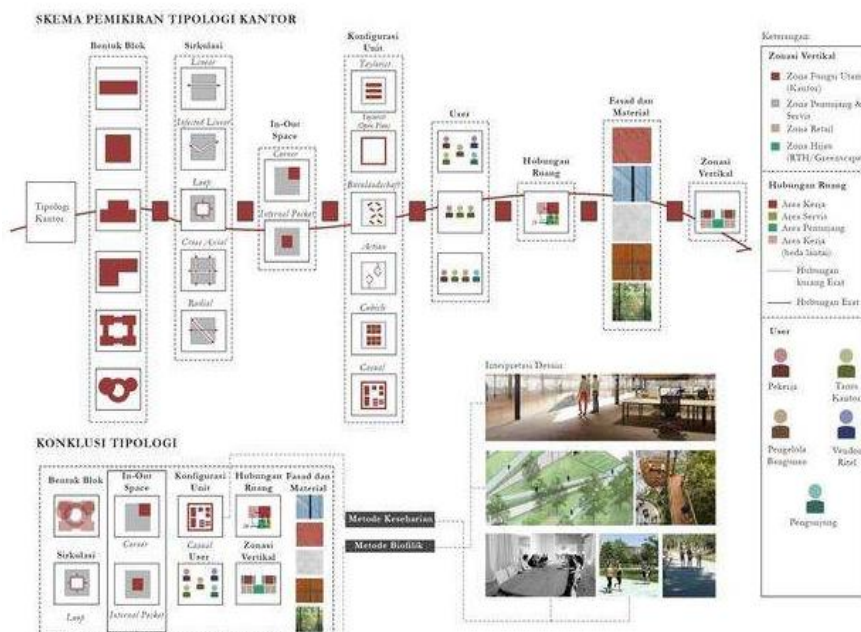 SKEMA PEMIKIRAN TIPOLOGI KANTOR
Bentuk Blok
Sirkulasi
Linear
Loop
Cross Axial
Radial
In-Out
Space
Corner
Internal Pocket
Konfigurasi
Unit
Taylorist
Open Plan
Action
Cubicle
Casual
User
Hubungan
Ruang
Fasad dan
Material
Zonasi
Vertikal
Tipologi
Kantor
Keterangan:
Zonasi Vertikal
Zona Fungsi Utam
(Kantor)
Zona Penunjang &
Servis
Zona Retail
Zona Hijau
(RTH/Greenscape
Hubungan Ruang
Area Kerja
Area Servis
Area Penunjang
Area Kerja
(beda lantai)
Hubungan
kurang Erat
Hubungan Erat
User
Pekerja
Tamu
Kantor
Pengelola
Bangunan
Vendor
Ritel
Pengunjung
Interpretasi Desain
KONKLUSI TIPOLOGI
Bentuk Blok
In-Out
Space
Konfigurasi
Unit
Hubungan
Ruang
Fasad dan
Material
Corner
Casual
Sirkulasi
User
Zonasi
Vertikal
Loop
Internal Pocket
Metode Keseharian
Metode Biofilik